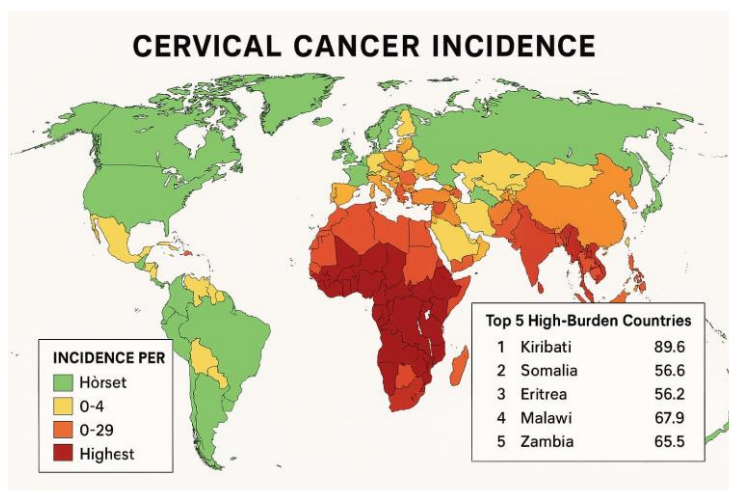 CERVICAL CANCER INCIDENCE
INCIDENCE PER
Hòrset
0-4
0-29
Highest
Top 5 High-Burden Countries
1 Kiribati 89.6
2 Somalia 56.6
3 Eritrea 56.2
4 Malawi 67.9
5 Zambia 65.5